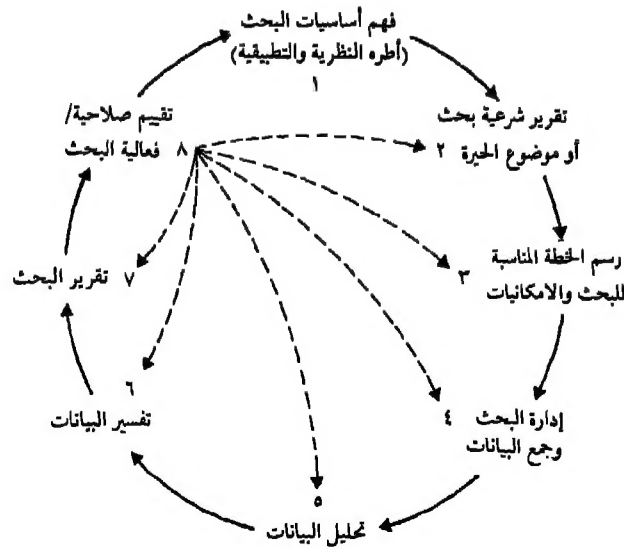 فهم أساسيات البحث
(أطره النظرية والتطبيقية)
١
تقرير شرعية بحث
أو موضوع الحيرة ٢
رسم الخطة المناسبة
للبحث والامكانيات
٣
إدارة البحث
وجمع البيانات
٤
٥
تحليل البيانات
٦
تفسير البيانات
تقرير البحث ٧
تقييم صلاحية/
فعالية البحث ٨